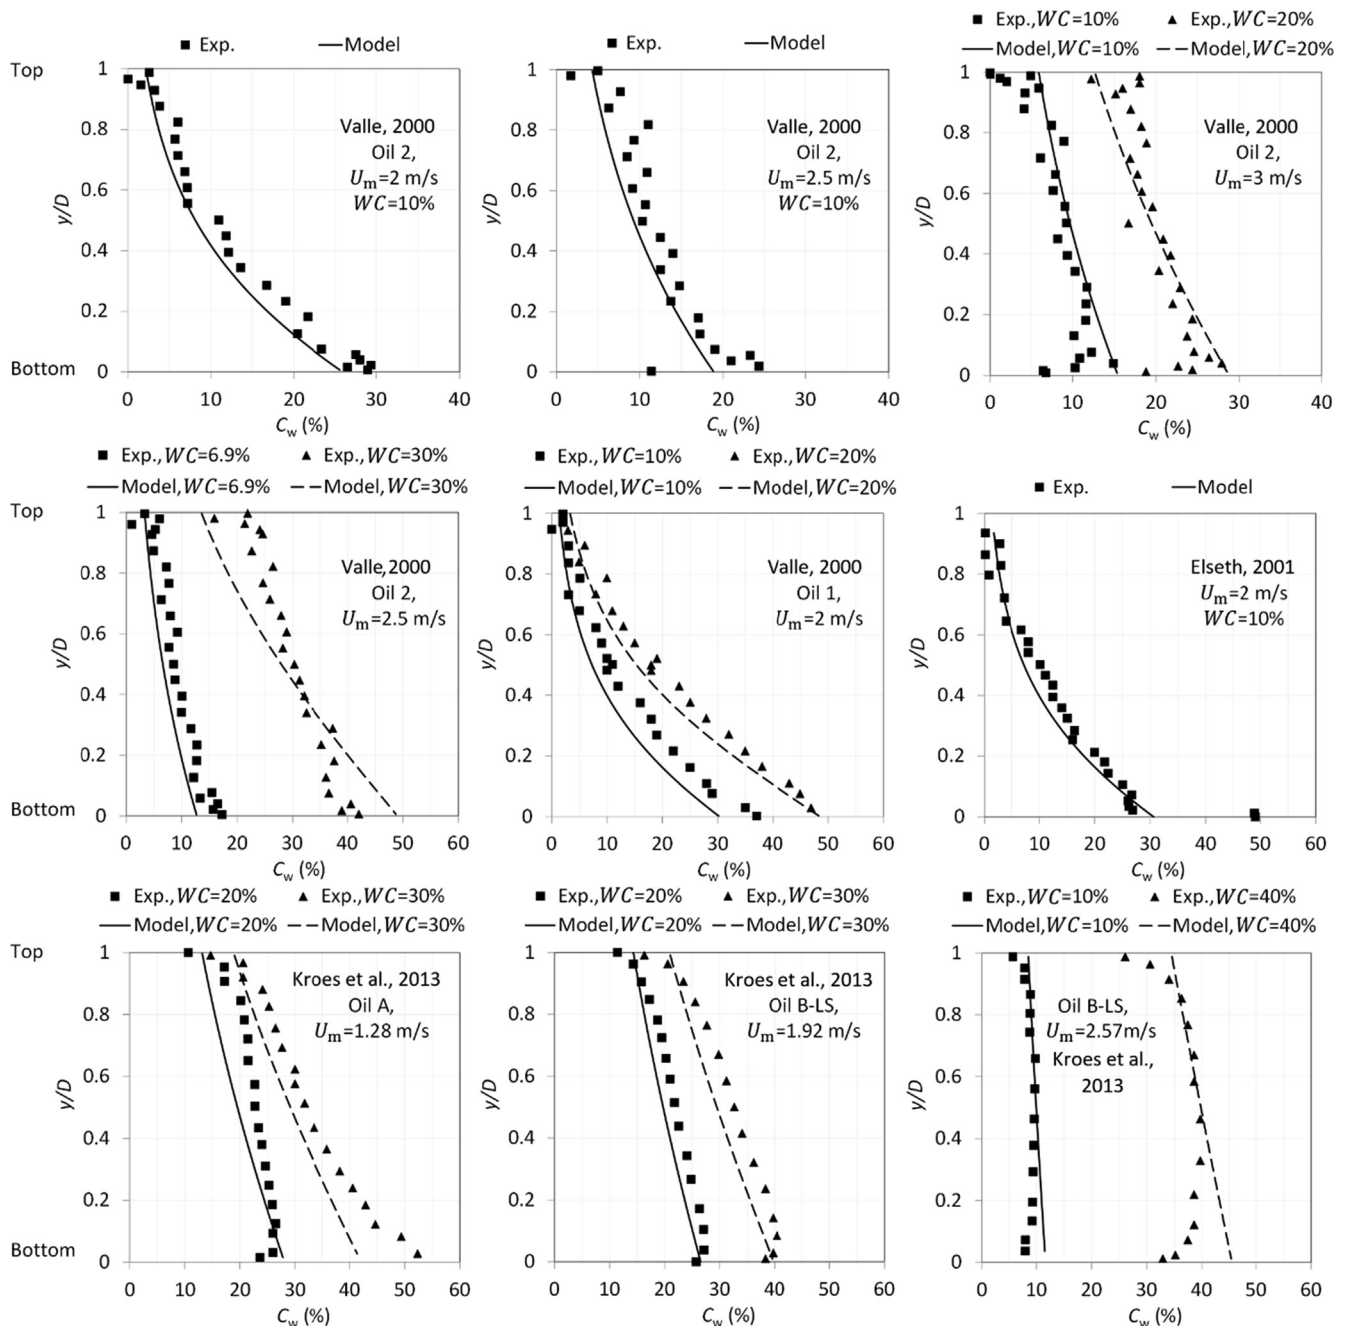 Exp. Model
Exp. Model
Exp., WC=10% Exp., WC=20%
Model, WC=10% Model, WC=20%
Top
1
0.8
0.6
0.4
0.2
0
y/D
Valle, 2000
Oil 2,
Um=2 m/s
WC=10%
Bottom
0 10 20 30 40
Cw (%)
1
0.8
0.6
0.4
0.2
0
y/D
Valle, 2000
Oil 2,
Um=2.5 m/s
WC=10%
0 10 20 30 40
Cw (%)
1
0.8
0.6
0.4
0.2
0
y/D
Valle, 2000
Oil 2,
Um=3 m/s
0 10 20 30 40
Cw (%)
Exp., WC=6.9% Exp., WC=30%
Model, WC=6.9% Model, WC=30%
Top
1
0.8
0.6
0.4
0.2
0
y/D
Valle,2000
Oil 2,
Um=2.5 m/s
Bottom
0 10 20 30 40 50 60
Cw (%)
Exp., WC=10% Exp., WC=20%
Model, WC=10% Model, WC=20%
1
0.8
0.6
0.4
0.2
0
y/D
Valle, 2000
Oil 1,
Um=2 m/s
0 10 20 30 40 50 60
Cw (%)
Exp. Model
1
0.8
0.6
0.4
0.2
0
y/D
Elseth, 2001
Um=2 m/s
WC=10%
0 10 20 30 40 50 60
Cw (%)
Exp., WC=20% Exp., WC=30%
Model, WC=20% Model, WC=30%
Top
1
0.8
0.6
0.4
0.2
0
y/D
Kroes et al., 2013
Oil A,
Um=1.28 m/s
Bottom
0 10 20 30 40 50 60
Cw (%)
Exp., WC=20% Exp., WC=30%
Model, WC=20% Model, WC=30%
1
0.8
0.6
0.4
0.2
0
y/D
Kroes et al., 2013
Oil B-LS,
Um=1.92 m/s
0 10 20 30 40 50 60
Cw (%)
Exp., WC=10% Exp., WC=40%
Model, WC=10% Model, WC=40%
1
0.8
0.6
0.4
0.2
0
y/D
Oil B-LS,
Um=2.57m/s
Kroes et al.,
2013
0 10 20 30 40 50 60
Cw (%)